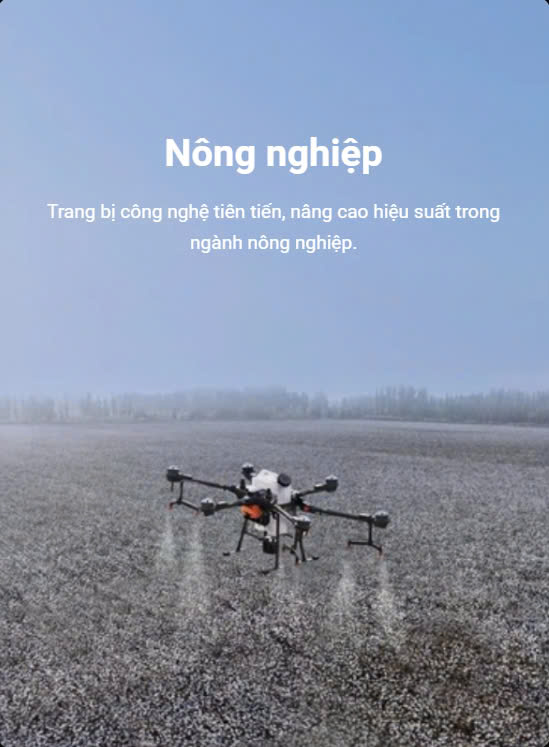 Nông nghiệp
Trang bị công nghệ tiên tiến, nâng cao hiệu suất trong
ngành nông nghiệp.